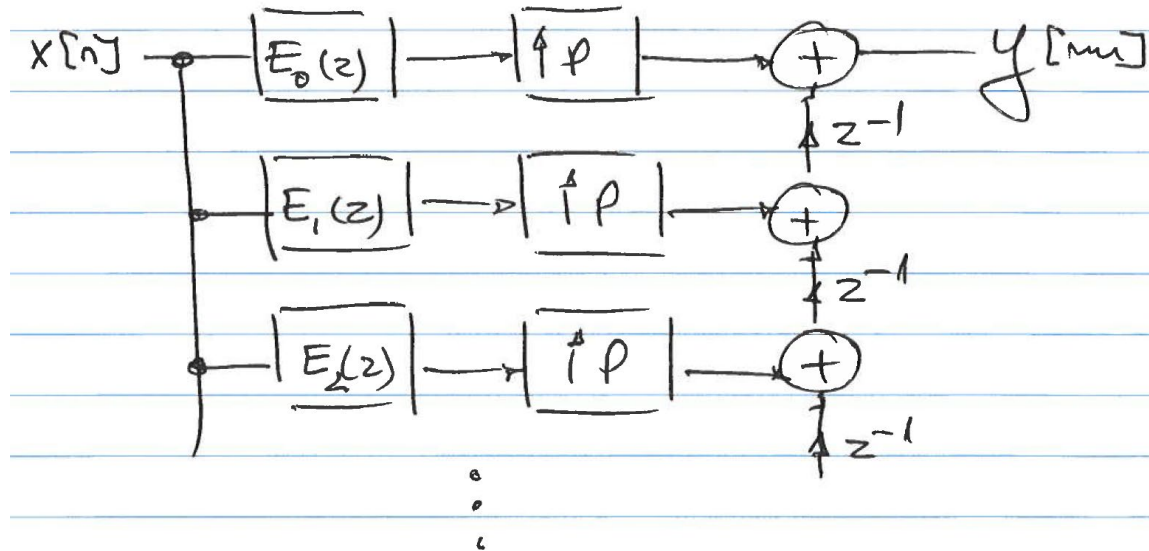 x[n] E₀(z) ↑P + y[m]
z⁻¹
E₁(z) ↑P +
z⁻¹
E₂(z) ↑P +
z⁻¹